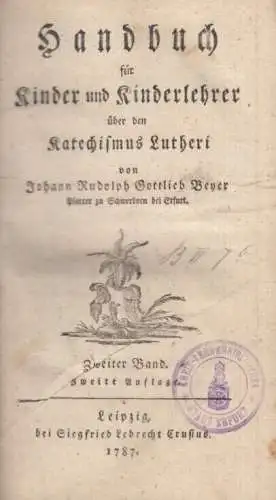 Handbuch
für
Kinder und Kinderlehrer
über den
Katechismus Lutheri
von
Johann Rudolph Gottlieb Beyer
Pfarrer zu Schwerborn bei Erfurt.
Zweiter Band.
Zweite Auflage.
Leipzig,
bei Siegfried Lebrecht Crusius.
1787.